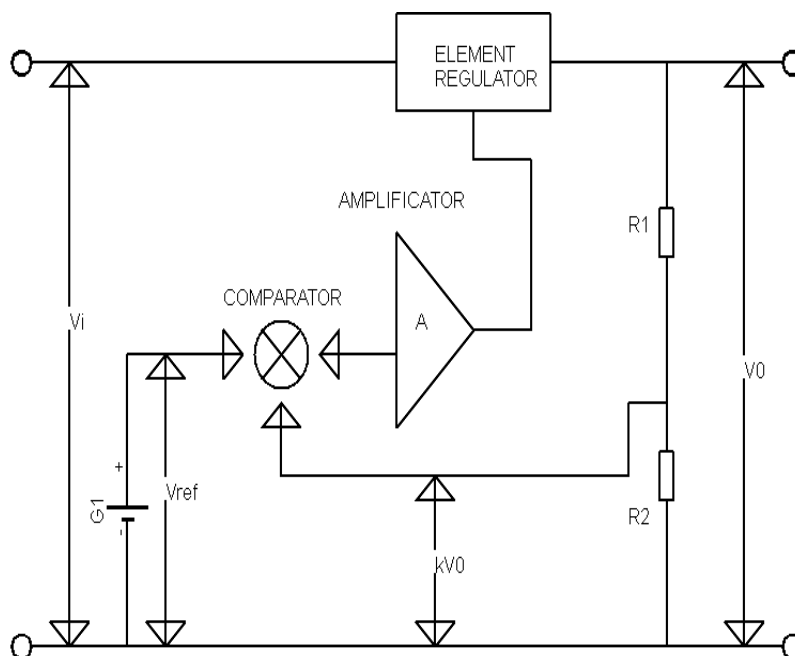 ELEMENT
REGULATOR
AMPLIFICATOR
R1
COMPARATOR
A
Vi
V0
+
G1
-
Vref
R2
kV0